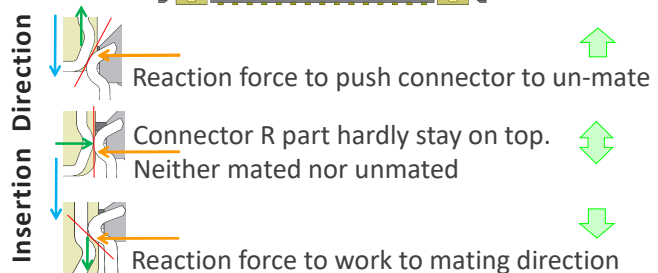 Insertion Direction
Reaction force to push connector to un-mate
Connector R part hardly stay on top.
Neither mated nor unmated
Reaction force to work to mating direction